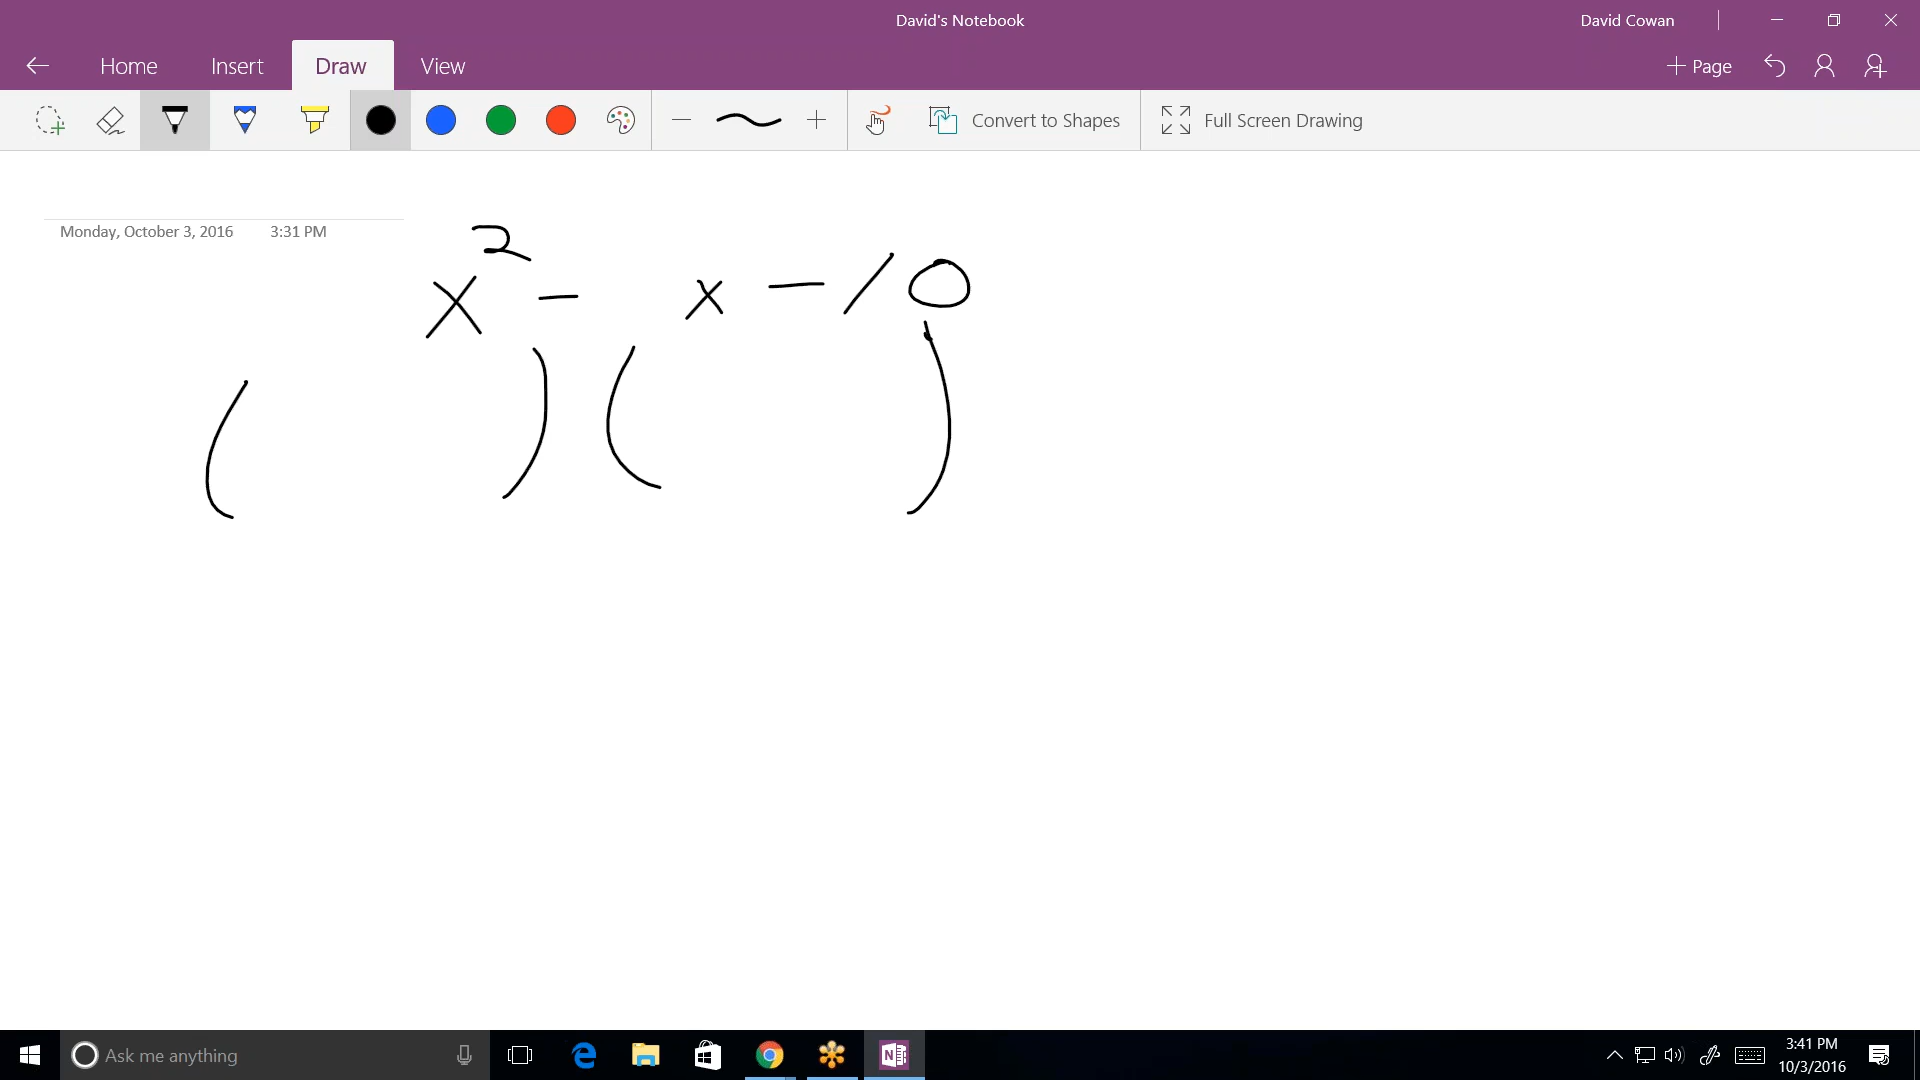 David's Notebook
David Cowan
Home Insert Draw View
Page
Convert to Shapes
Full Screen Drawing
Monday, October 3, 2016 3:31 PM
x² - x - 10
( ) ( )
Ask me anything
3:41 PM
10/3/2016